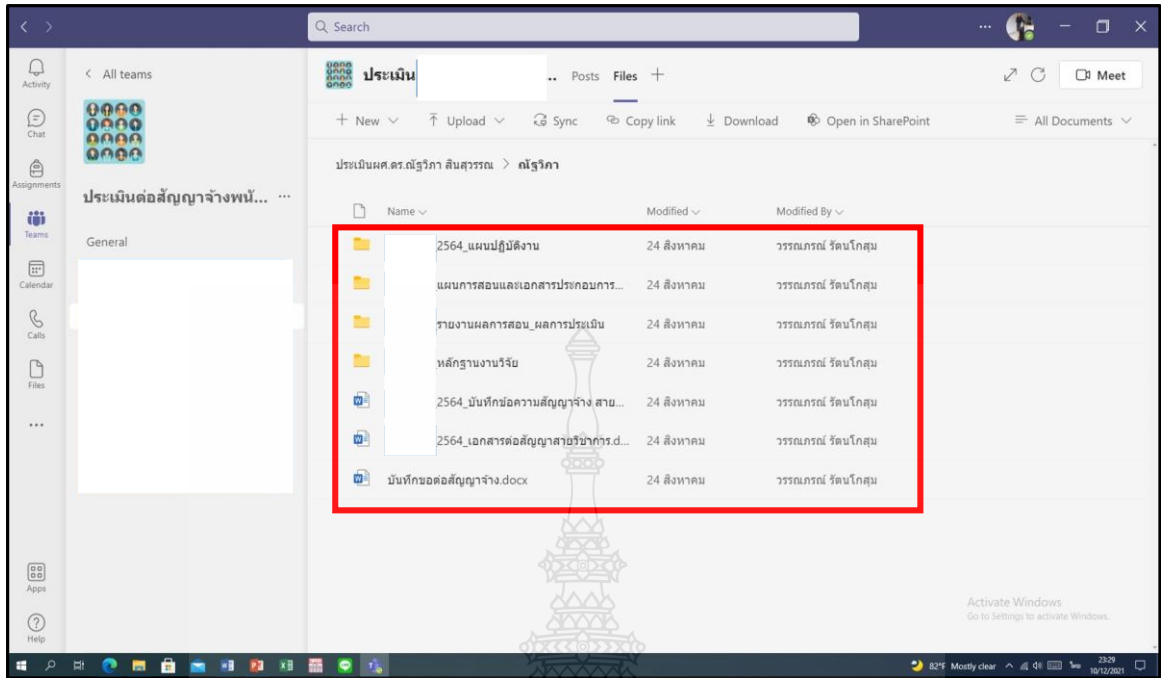 Search
Activity
Chat
Assignments
Teams
Calendar
Calls
Files
Apps
Help
All teams
ประเมินต่อสัญญาจ้างพนั... ...
General
ประเมิน .. Posts Files
Meet
New Upload Sync Copy link Download Open in SharePoint All Documents
ประเมินผศ.ดร.ณัฐวิภา สินสุวรรณ > ณัฐวิภา
Name Modified Modified By
2564_แผนปฏิบัติงาน 24 สิงหาคม วรรณภรณ์ รัตนโกสุม
แผนการสอนและเอกสารประกอบการ... 24 สิงหาคม วรรณภรณ์ รัตนโกสุม
รายงานผลการสอน_ผลการประเมิน 24 สิงหาคม วรรณภรณ์ รัตนโกสุม
หลักฐานงานวิจัย 24 สิงหาคม วรรณภรณ์ รัตนโกสุม
2564_บันทึกข้อความสัญญาจ้าง สาย... 24 สิงหาคม วรรณภรณ์ รัตนโกสุม
2564_เอกสารต่อสัญญาสายวิชาการ.d... 24 สิงหาคม วรรณภรณ์ รัตนโกสุม
บันทึกขอต่อสัญญาจ้าง.docx 24 สิงหาคม วรรณภรณ์ รัตนโกสุม
Activate Windows
Go to Settings to activate Windows.
82°F Mostly clear
23:29
10/12/2021